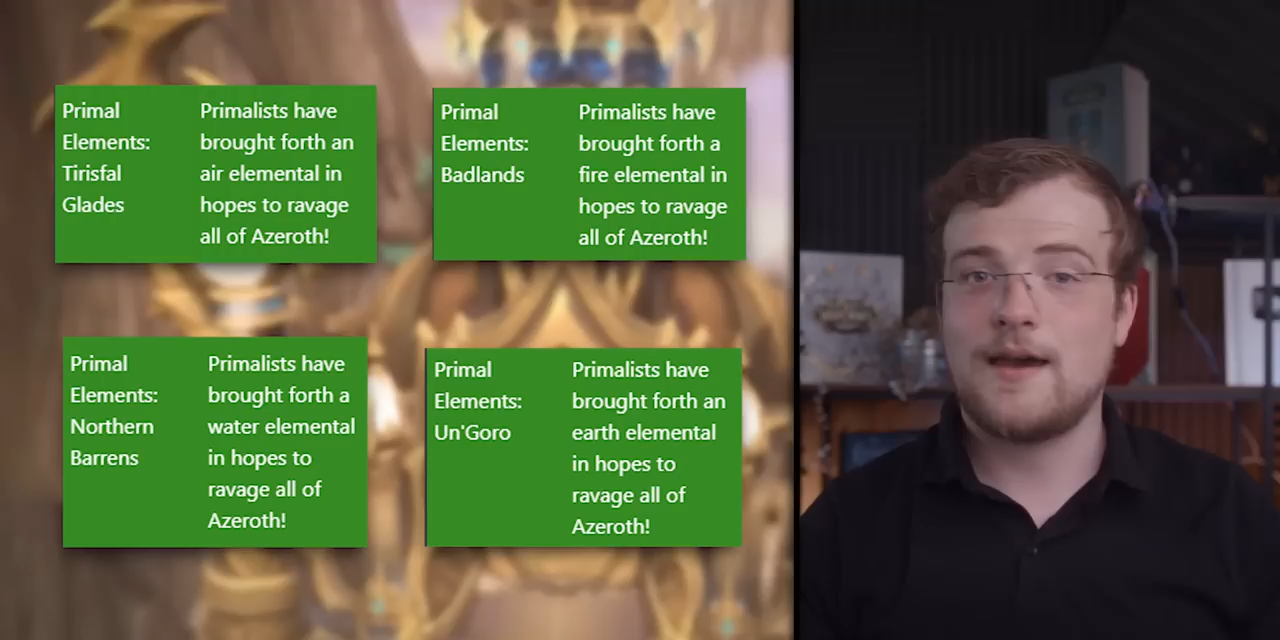 Primal
Elements:
Tirisfal
Glades
Primalists have
brought forth an
air elemental in
hopes to ravage
all of Azeroth!
Primal
Elements:
Badlands
Primalists have
brought forth a
fire elemental in
hopes to ravage
all of Azeroth!
Primal
Elements:
Northern
Barrens
Primalists have
brought forth a
water elemental
in hopes to
ravage all of
Azeroth!
Primal
Elements:
Un'Goro
Primalists have
brought forth an
earth elemental
in hopes to
ravage all of
Azeroth!